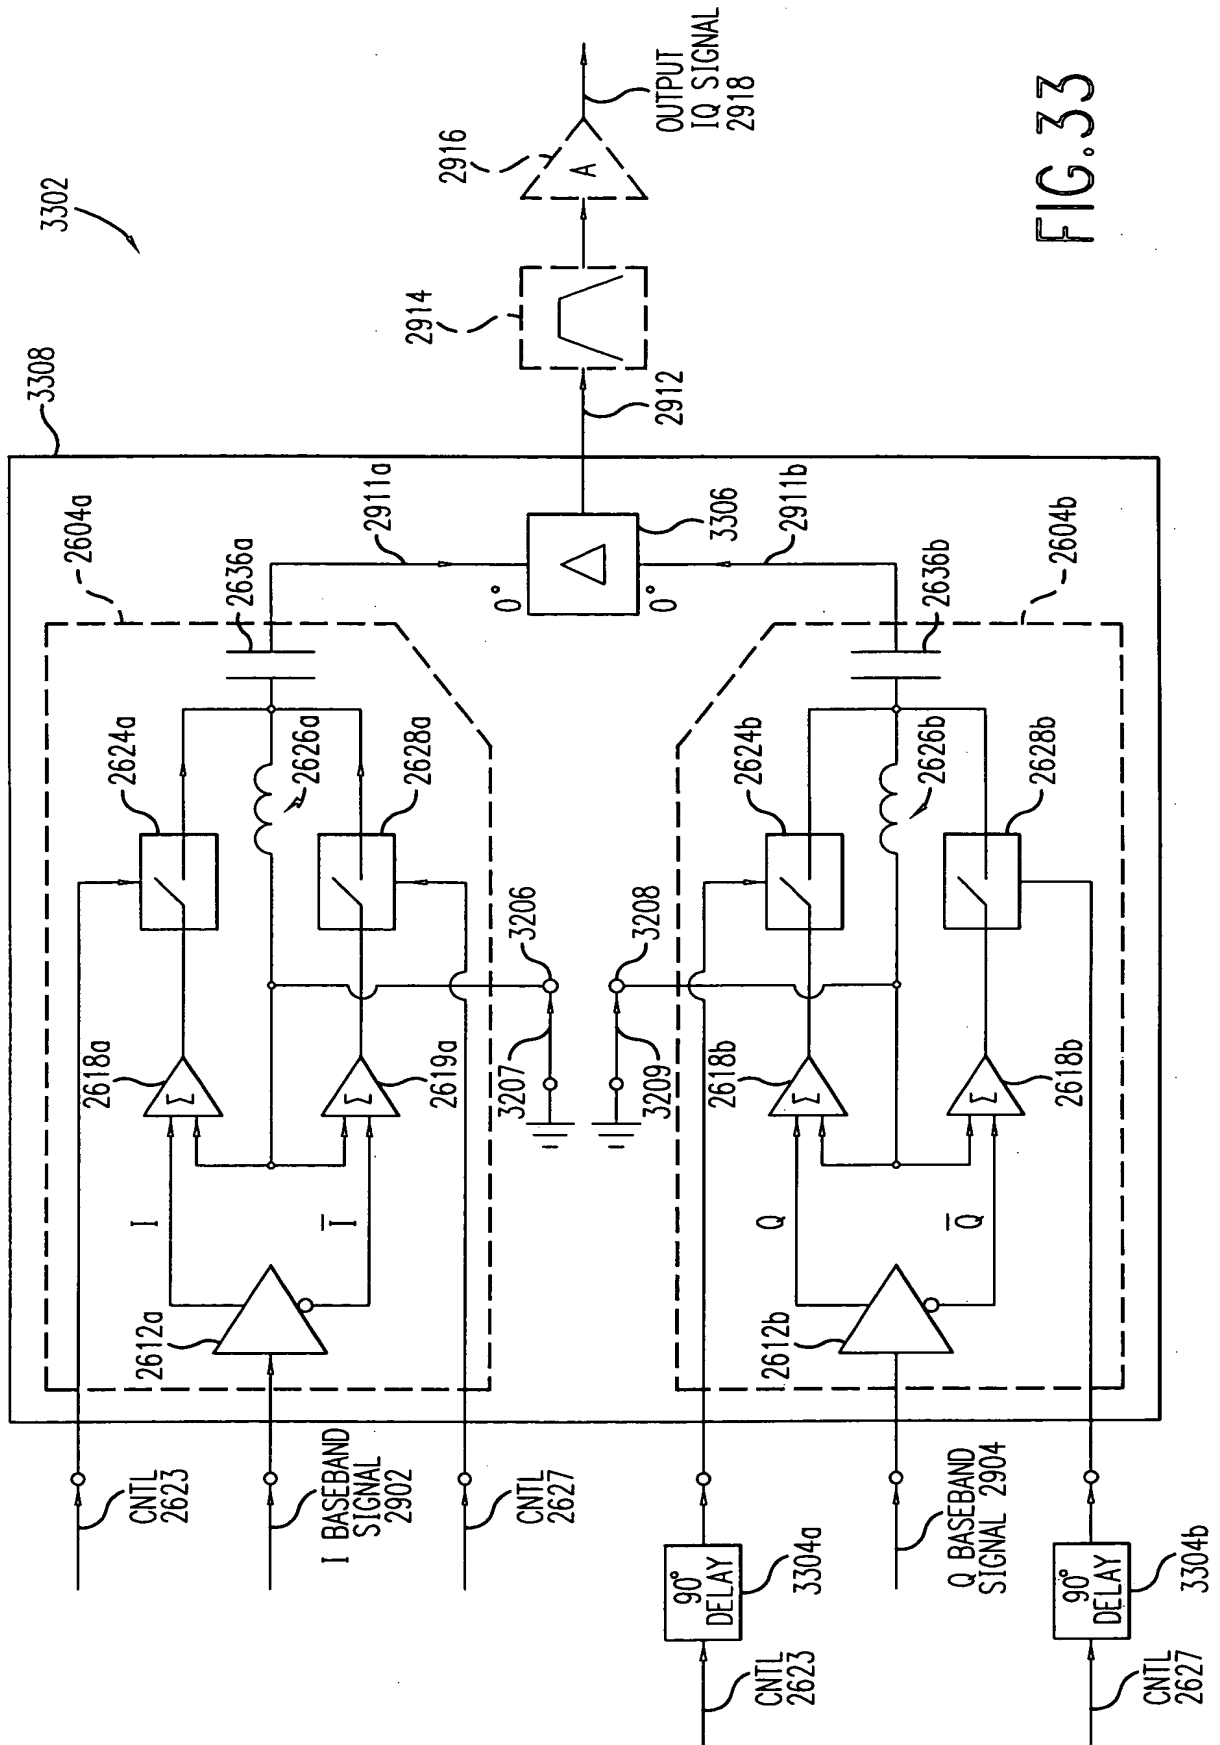 3302
3308
2604a
2636a
2624a
2626a
2628a
2618a
Σ
2619a
Σ
I
I̅
2612a
CNTL
2623
I BASEBAND
SIGNAL
2902
CNTL
2627
3206
3207
3208
3209
2911a
0°
Δ
0°
3306
2911b
2912
2914
2916
A
OUTPUT
IQ SIGNAL
2918
2604b
2636b
2624b
2626b
2628b
2618b
Σ
2618b
Σ
Q
Q̅
2612b
90°
DELAY
3304a
CNTL
2623
Q BASEBAND
SIGNAL 2904
90°
DELAY
3304b
CNTL
2627
FIG.33